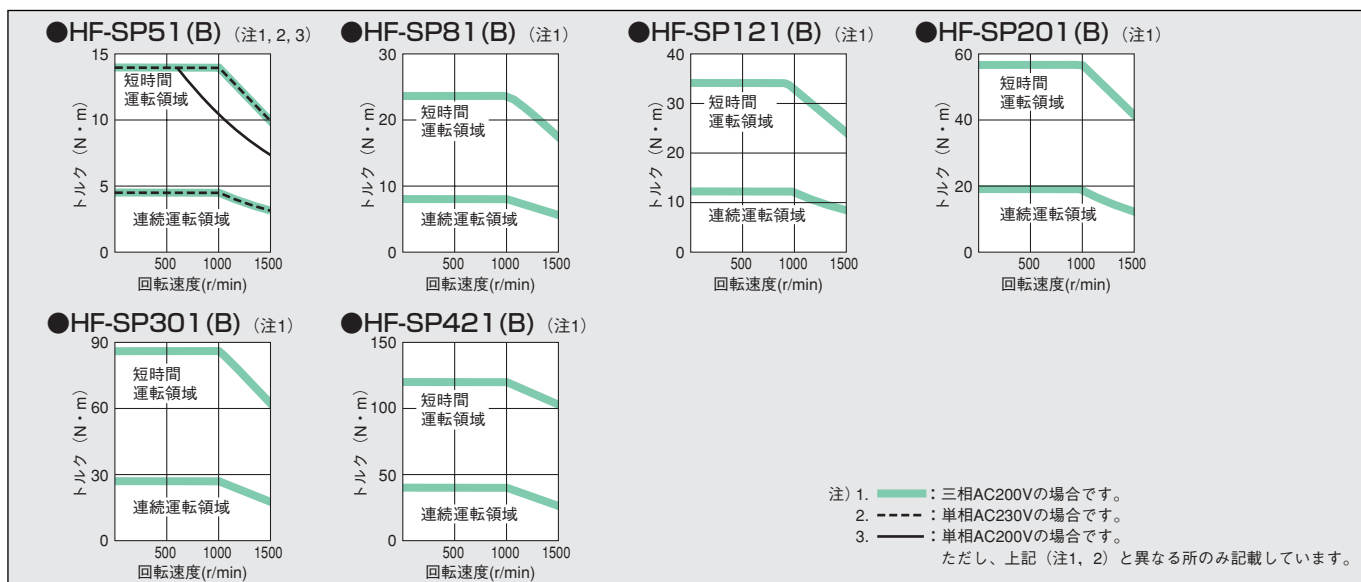 ●HF-SP51(B)（注1, 2, 3）
トルク（N・m）
15
10
5
0
短時間
運転領域
連続運転領域
500 1000 1500
回転速度(r/min)
●HF-SP81(B)（注1）
トルク（N・m）
30
20
10
0
短時間
運転領域
連続運転領域
500 1000 1500
回転速度(r/min)
●HF-SP121(B)（注1）
トルク（N・m）
40
30
20
10
0
短時間
運転領域
連続運転領域
500 1000 1500
回転速度(r/min)
●HF-SP201(B)（注1）
トルク（N・m）
60
40
20
0
短時間
運転領域
連続運転領域
500 1000 1500
回転速度(r/min)
●HF-SP301(B)（注1）
トルク（N・m）
90
60
30
0
短時間
運転領域
連続運転領域
500 1000 1500
回転速度(r/min)
●HF-SP421(B)（注1）
トルク（N・m）
150
100
50
0
短時間
運転領域
連続運転領域
500 1000 1500
回転速度(r/min)
注）1. ：三相AC200Vの場合です。
2. ：単相AC230Vの場合です。
3. ：単相AC200Vの場合です。
ただし、上記（注1，2）と異なる所のみ記載しています。